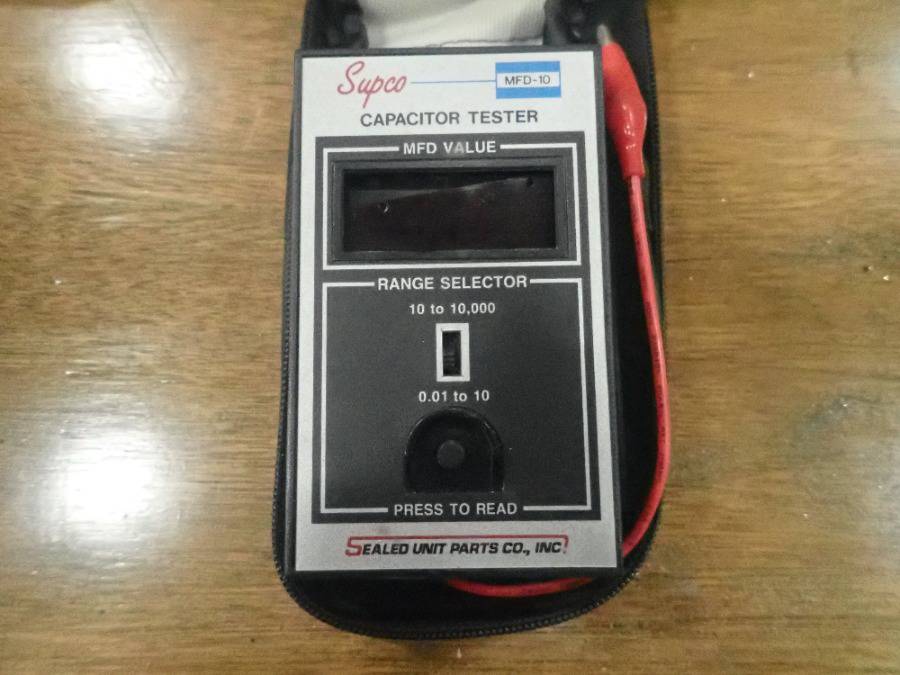 Supco
MFD-10
CAPACITOR TESTER
MFD VALUE
RANGE SELECTOR
10 to 10,000
0.01 to 10
PRESS TO READ
SEALED UNIT PARTS CO., INC.